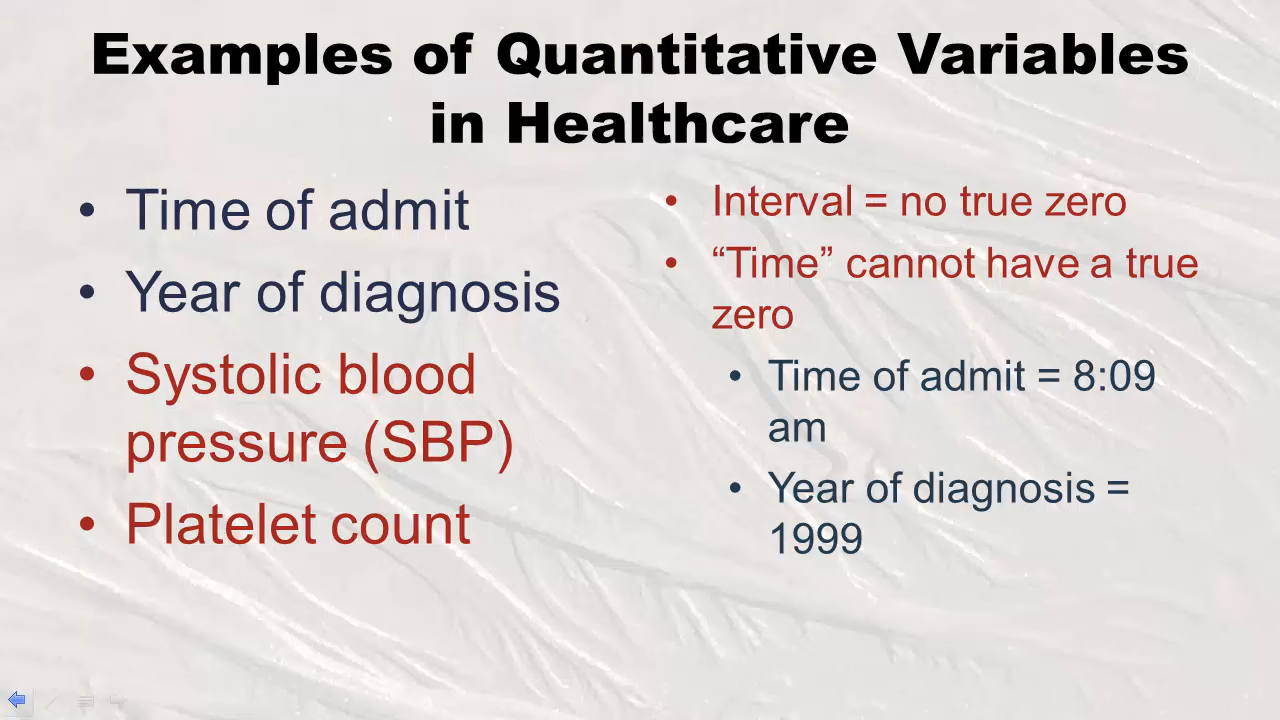 Examples of Quantitative Variables
in Healthcare
• Time of admit
• Year of diagnosis
• Systolic blood
pressure (SBP)
• Platelet count
• Interval = no true zero
• “Time” cannot have a true
zero
• Time of admit = 8:09
am
• Year of diagnosis =
1999